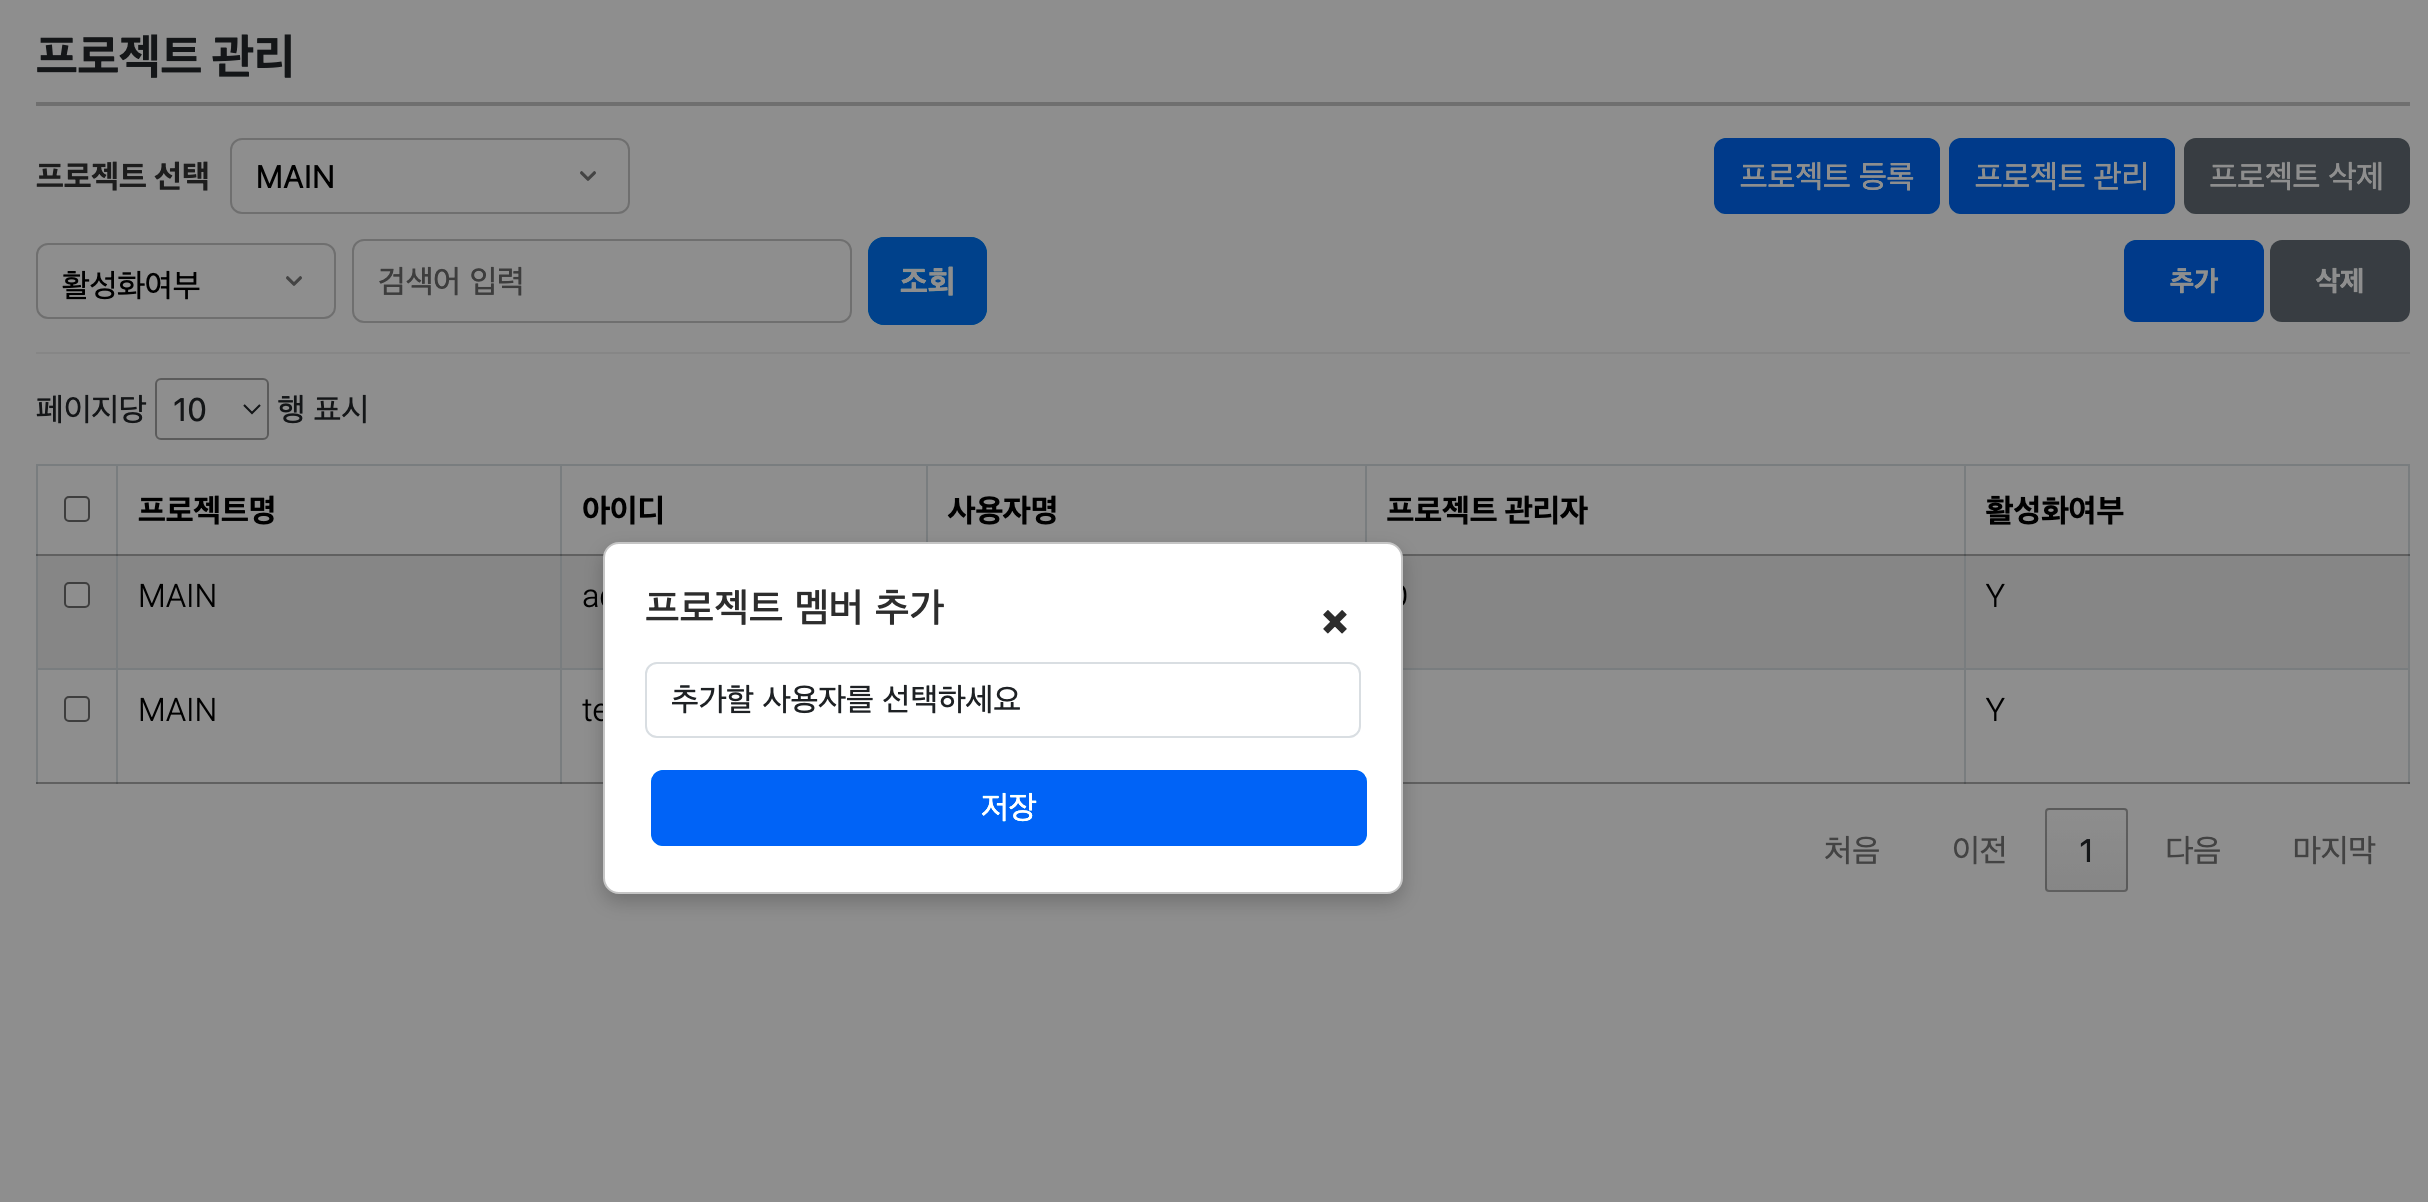 프로젝트 관리
프로젝트 선택 MAIN 프로젝트 등록 프로젝트 관리 프로젝트 삭제
활성화여부 검색어 입력 조회 추가 삭제
페이지당 10 행 표시
프로젝트명 아이디 사용자명 프로젝트 관리자 활성화여부
MAIN Y
MAIN Y
프로젝트 멤버 추가
추가할 사용자를 선택하세요
저장
처음 이전 1 다음 마지막